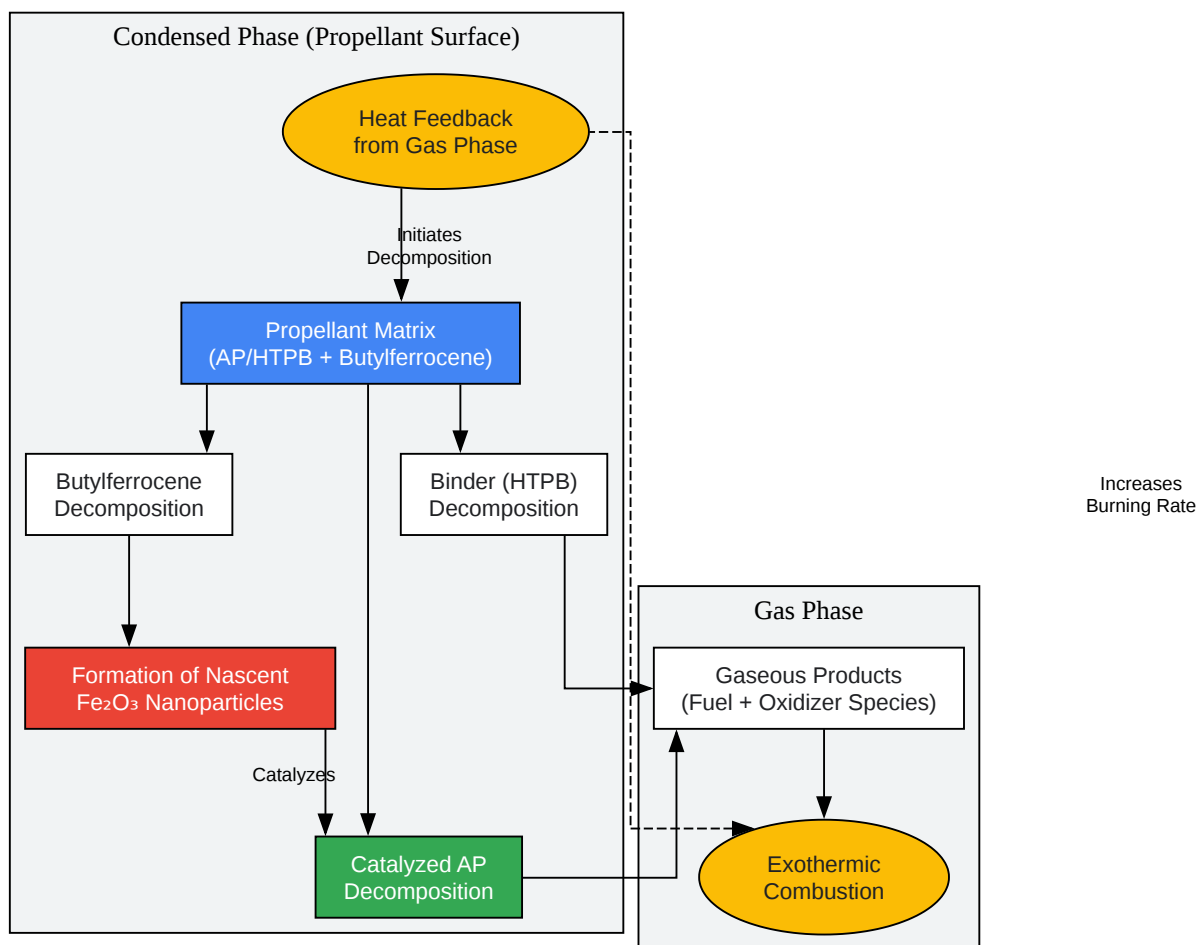 Condensed Phase (Propellant Surface)
Heat Feedback
from Gas Phase
Initiates
Decomposition
Propellant Matrix
(AP/HTPB + Butylferrocene)
Butylferrocene
Decomposition
Binder (HTPB)
Decomposition
Increases
Burning Rate
Gas Phase
Formation of Nascent
Fe₂O₃ Nanoparticles
Gaseous Products
(Fuel + Oxidizer Species)
Catalyzes
Catalyzed AP
Decomposition
Exothermic
Combustion